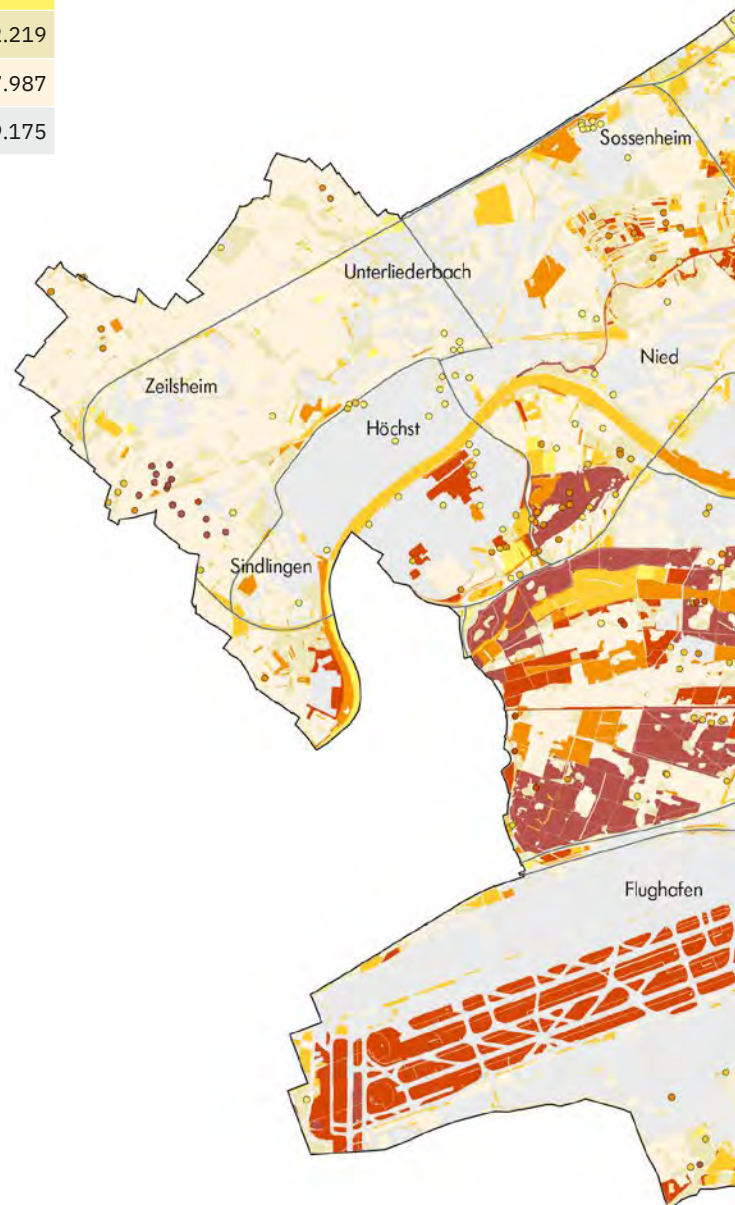 .219
.987
.175
Sossenheim
Unterliederbach
Nied
Zeilsheim
Höchst
Sindlingen
Flughafen